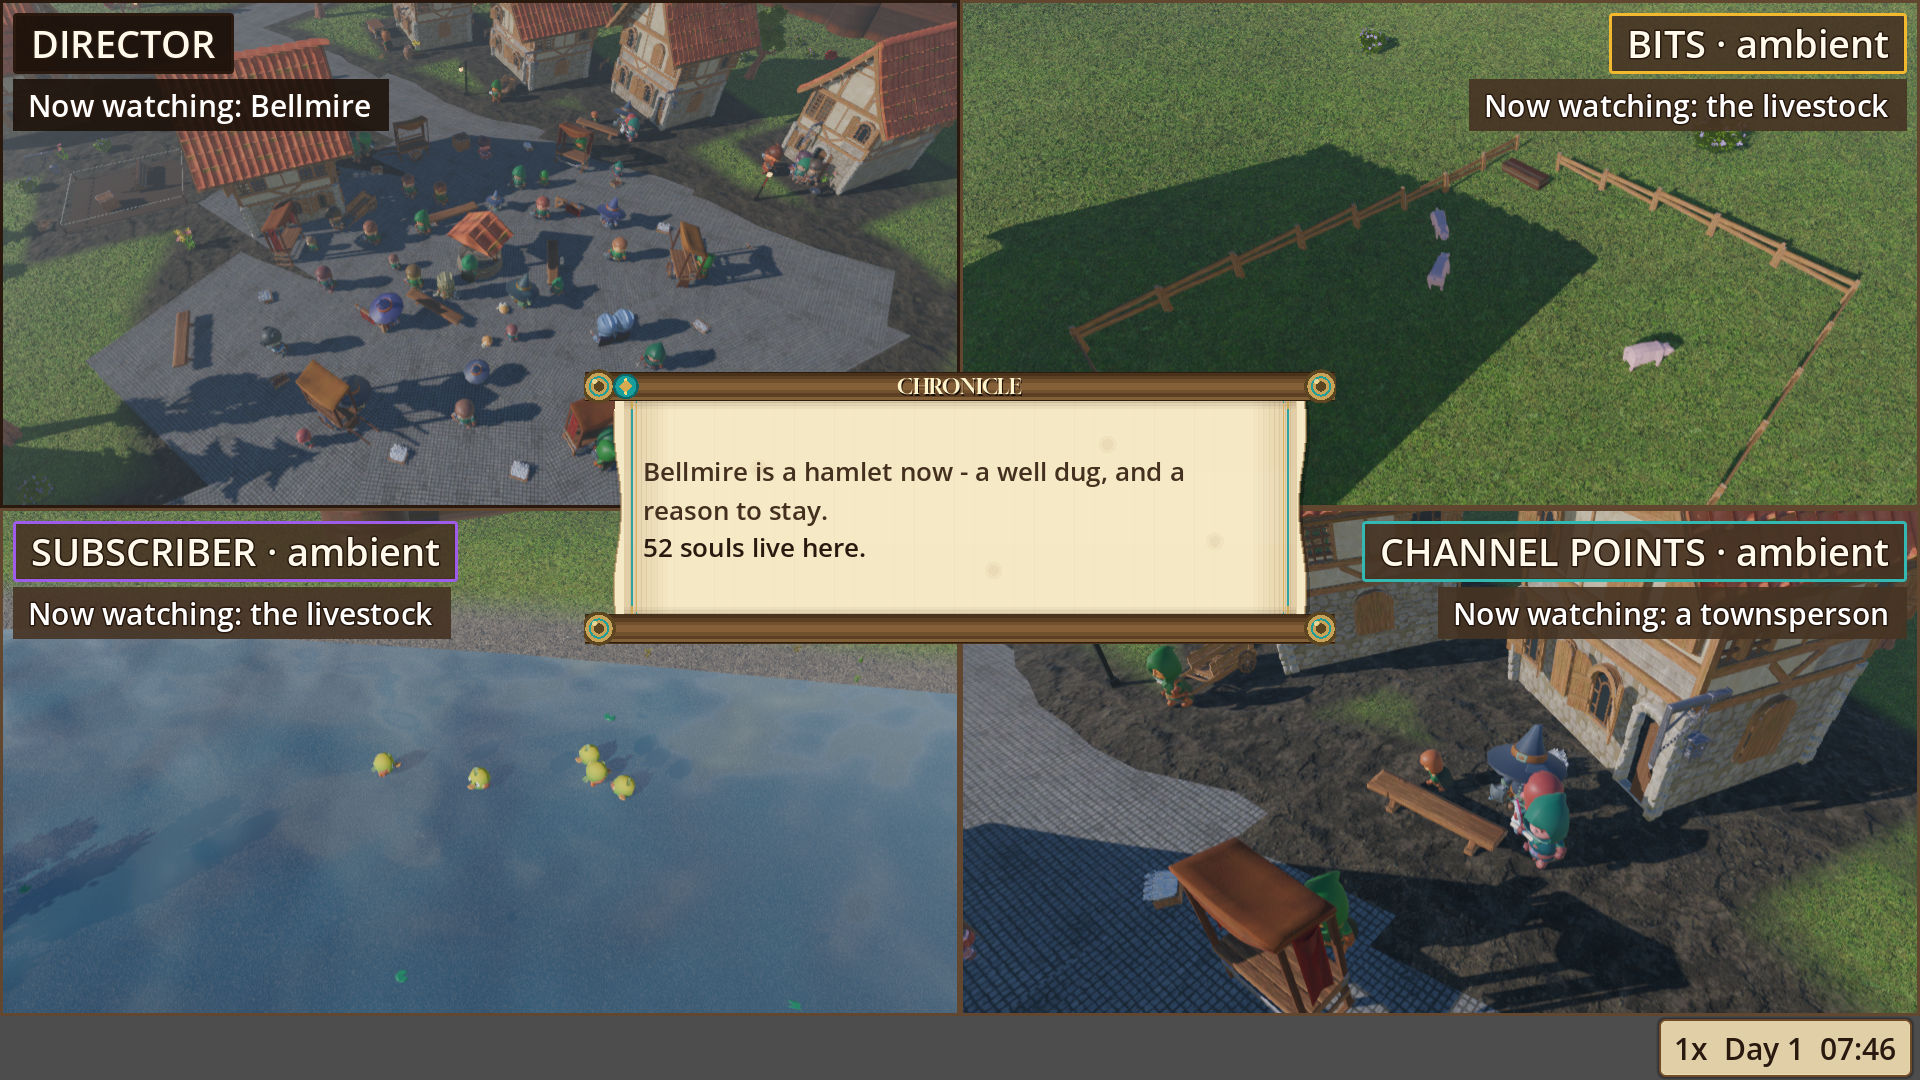 DIRECTOR
Now watching: Bellmire
BITS · ambient
Now watching: the livestock
CHRONICLE
Bellmire is a hamlet now - a well dug, and a
reason to stay.
52 souls live here.
SUBSCRIBER · ambient
Now watching: the livestock
CHANNEL POINTS · ambient
Now watching: a townsperson
1x Day 1 07:46